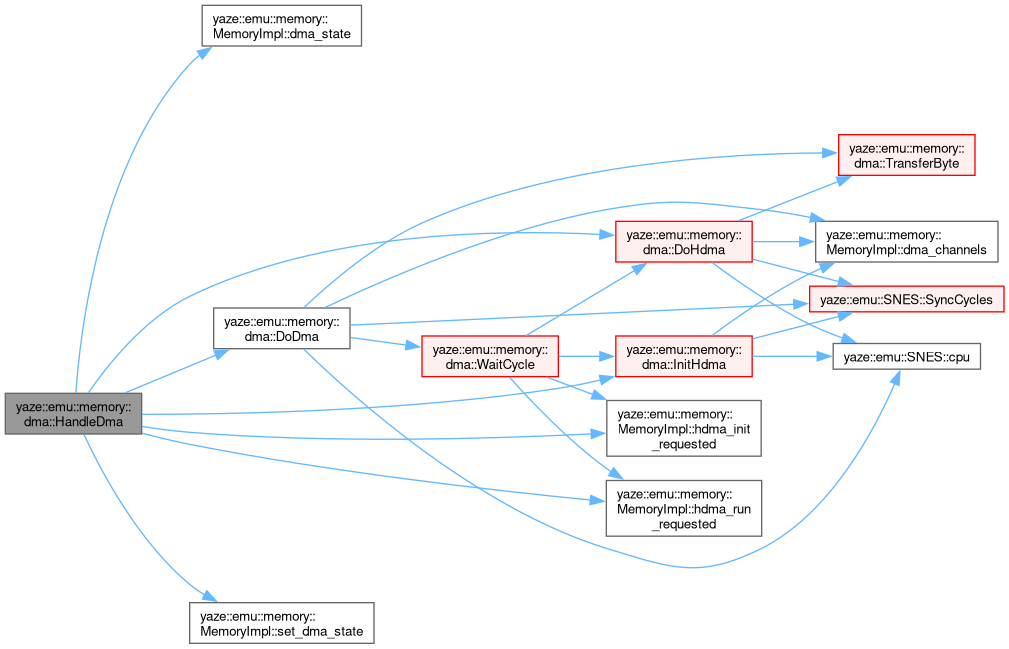 yaze::emu::memory::
MemoryImpl::dma_state
yaze::emu::memory::
dma::TransferByte
yaze::emu::memory::
dma::DoHdma
yaze::emu::memory::
MemoryImpl::dma_channels
yaze::emu::SNES::SyncCycles
yaze::emu::memory::
dma::DoDma
yaze::emu::memory::
dma::WaitCycle
yaze::emu::memory::
dma::InitHdma
yaze::emu::SNES::cpu
yaze::emu::memory::
dma::HandleDma
yaze::emu::memory::
MemoryImpl::hdma_init
_requested
yaze::emu::memory::
MemoryImpl::hdma_run
_requested
yaze::emu::memory::
MemoryImpl::set_dma_state